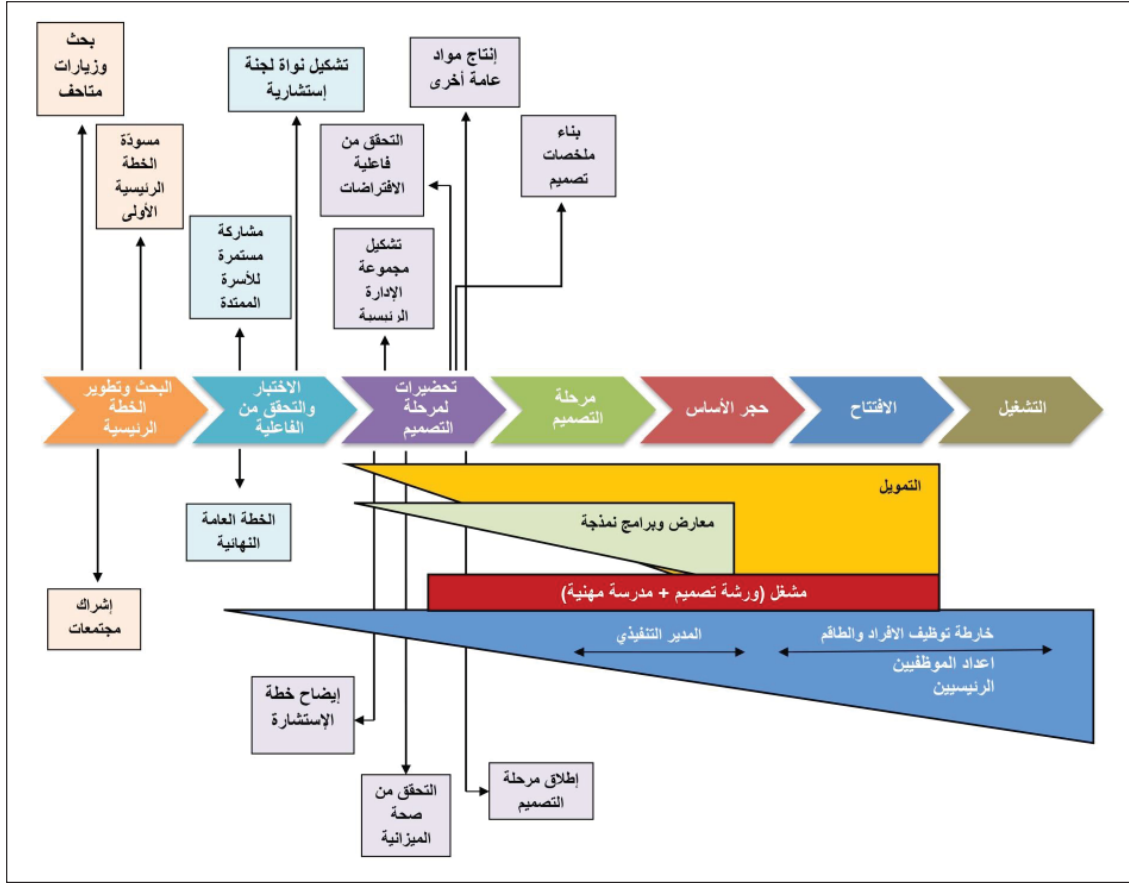 بحث
وزيارات
متاحف
مسودّة
الخطة
الرئيسية
الأولى
تشكيل نواة لجنة
إستشارية
مشاركة
مستمرة
للأسرة
الممتدة
التحقق من
فاعلية
الافتراضات
تشكيل
مجموعة
الإدارة
الرئيسية
إنتاج مواد
عامة أخرى
بناء
ملخصات
تصميم
البحث وتطوير
الخطة
الرئيسية
الاختبار
والتحقق من
الفاعلية
تحضيرات
لمرحلة
التصميم
مرحلة
التصميم
حجر الأساس
الافتتاح
التشغيل
إشراك
مجتمعات
الخطة العامة
النهائية
التمويل
معارض وبرامج نمذجة
مشغل (ورشة تصميم + مدرسة مهنية)
خارطة توظيف الافراد والطاقم
المدير التنفيذي
اعداد الموظفيين
الرئيسيين
إيضاح خطة
الإستشارة
التحقق من
صحة
الميزانية
إطلاق مرحلة
التصميم